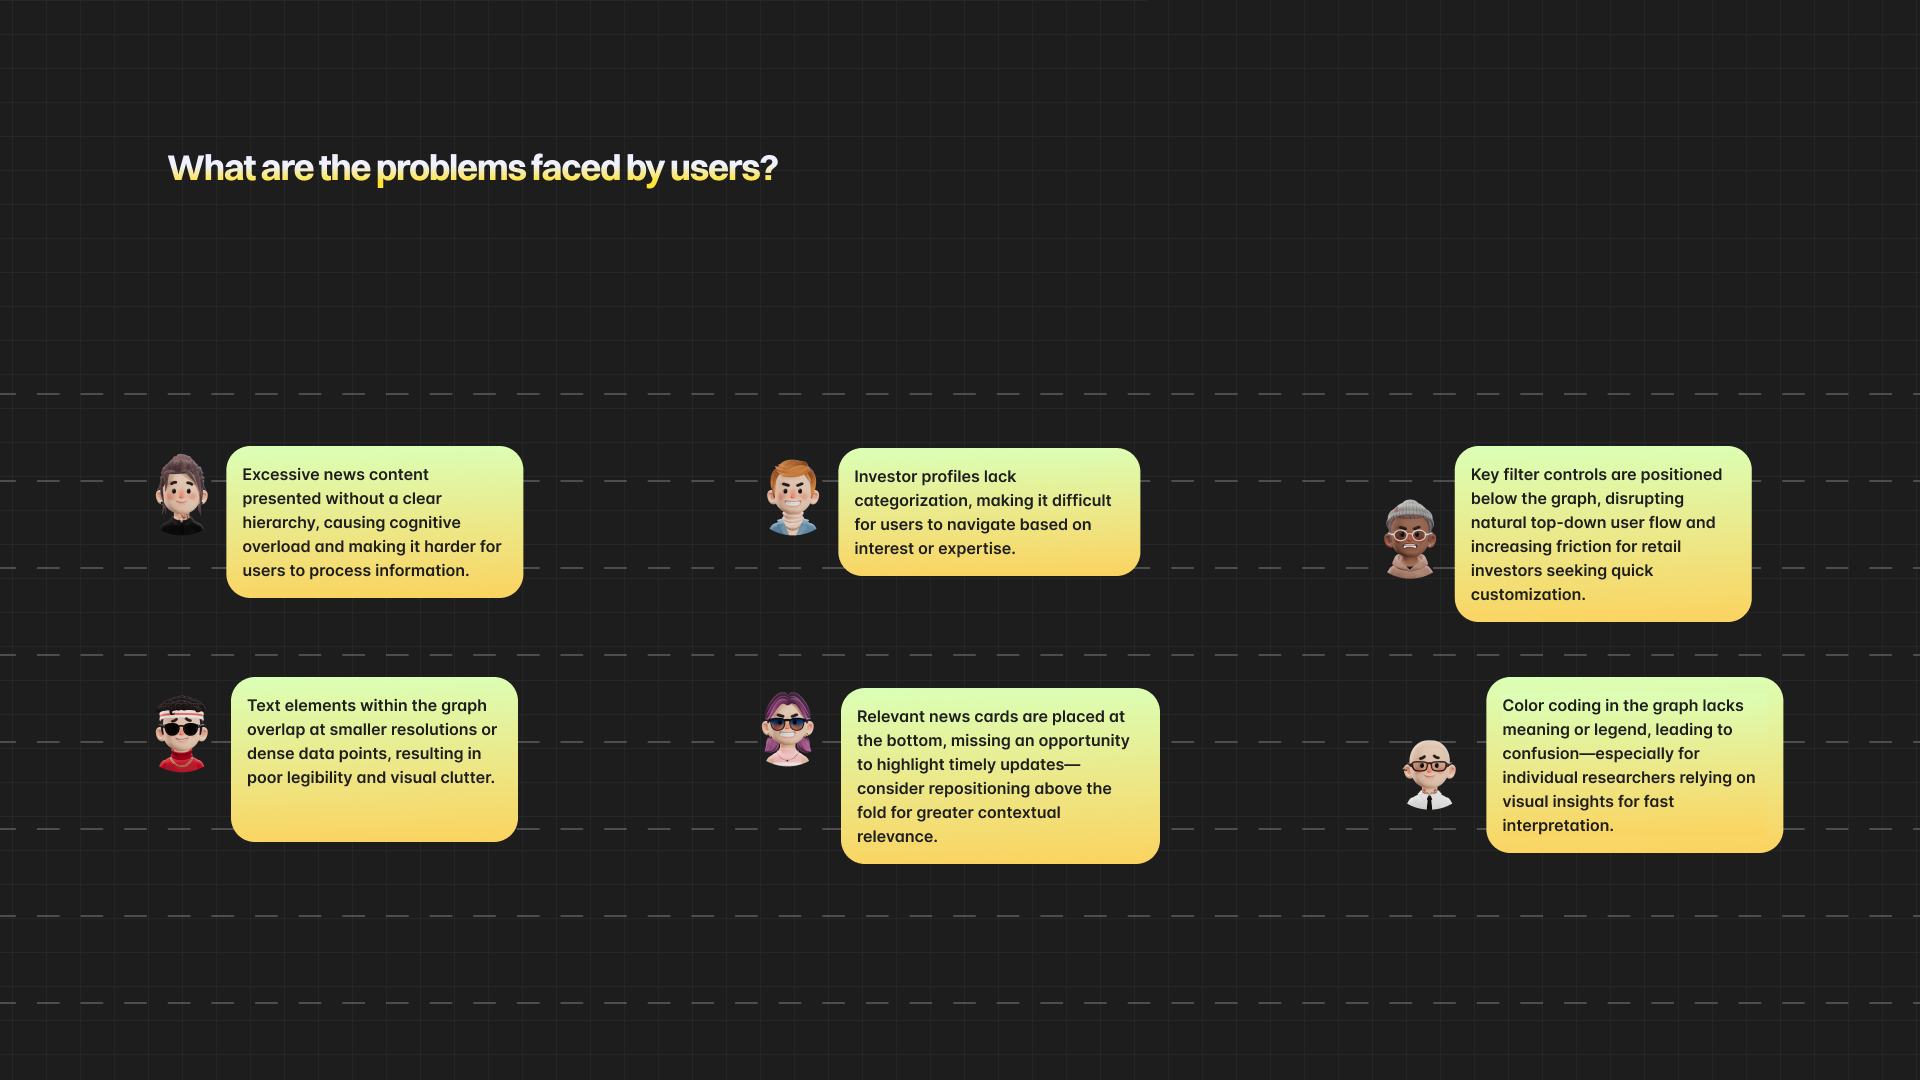 What are the problems faced by users?
Excessive news content
presented without a clear
hierarchy, causing cognitive
overload and making it harder for
users to process information.
Investor profiles lack
categorization, making it difficult
for users to navigate based on
interest or expertise.
Key filter controls are positioned
below the graph, disrupting
natural top-down user flow and
increasing friction for retail
investors seeking quick
customization.
Text elements within the graph
overlap at smaller resolutions or
dense data points, resulting in
poor legibility and visual clutter.
Relevant news cards are placed at
the bottom, missing an opportunity
to highlight timely updates—
consider repositioning above the
fold for greater contextual
relevance.
Color coding in the graph lacks
meaning or legend, leading to
confusion—especially for
individual researchers relying on
visual insights for fast
interpretation.